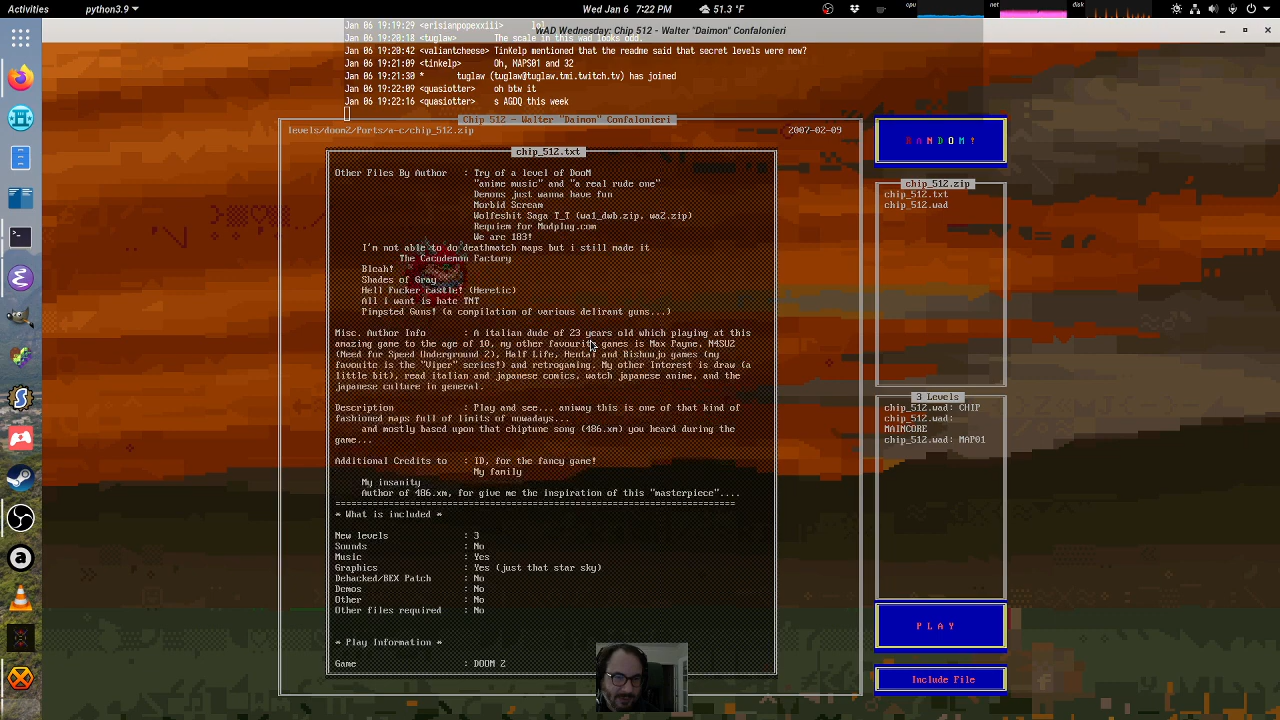 Activities
python3.9
Wed Jan 6 7:22 PM
51.3 °F
cpu
net
disk
WAD Wednesday: Chip 512 - Walter "Daimon" Confalonieri
Jan 06 19:19:29 <erisianpopexxiii> lol
Jan 06 19:20:18 <tuglaw> The scale in this wad looks odd.
Jan 06 19:20:42 <valiantcheese> TinKelp mentioned that the readme said that secret levels were new?
Jan 06 19:21:09 <tinkelp> Oh, MAPS01 and 32
Jan 06 19:21:30 * tuglaw (tuglaw@tuglaw.tmi.twitch.tv) has joined
Jan 06 19:22:09 <quasiotter> oh btw it
Jan 06 19:22:16 <quasiotter> s AGDQ this week
Chip 512 - Walter "Daimon" Confalonieri
levels/doom2/Ports/a-c/chip_512.zip
2007-02-09
chip_512.txt
Other Files By Author : Try of a level of DooM
"anime music" and "a real rude one"
Demons just wanna have fun
Morbid Scream
Wolfeshit Saga T_T (wa1_dwb.zip, wa2.zip)
Requiem for Modplug.com
We are 183!
I'm not able to do deathmatch maps but i still made it
The Cacodemon Factory
Bleah!
Shades of Gray
Hell Fucker castle! (Heretic)
All i want is hate TNT
Pimpsted Guns! (a compilation of various delirant guns...)
Misc. Author Info : A italian dude of 23 years old which playing at this
amazing game to the age of 10, my other favourite games is Max Payne, N4SU2
(Need for Speed Underground 2), Half Life, Hentai and Bishoujo games (my
favouite is the "Viper" series!) and retrogaming. My other Interest is draw (a
little bit), read italian and japanese comics, watch japanese anime, and the
japanese culture in general.
Description : Play and see... aniway this is one of that kind of
fashioned maps full of limits of nowadays...
and mostly based upon that chiptune song (486.xm) you heard during the
game...
Additional Credits to : ID, for the fancy game!
My family
My insanity
Author of 486.xm, for give me the inspiration of this "masterpiece"....
================================================================================
* What is included *
New levels : 3
Sounds : No
Music : Yes
Graphics : Yes (just that star sky)
Dehacked/BEX Patch : No
Demos : No
Other : No
Other files required : No
* Play Information *
Game : DOOM 2
RANDOM!
chip_512.zip
chip_512.txt
chip_512.wad
3 Levels
chip_512.wad: CHIP
chip_512.wad:
MAINCORE
chip_512.wad: MAP01
PLAY
Include File